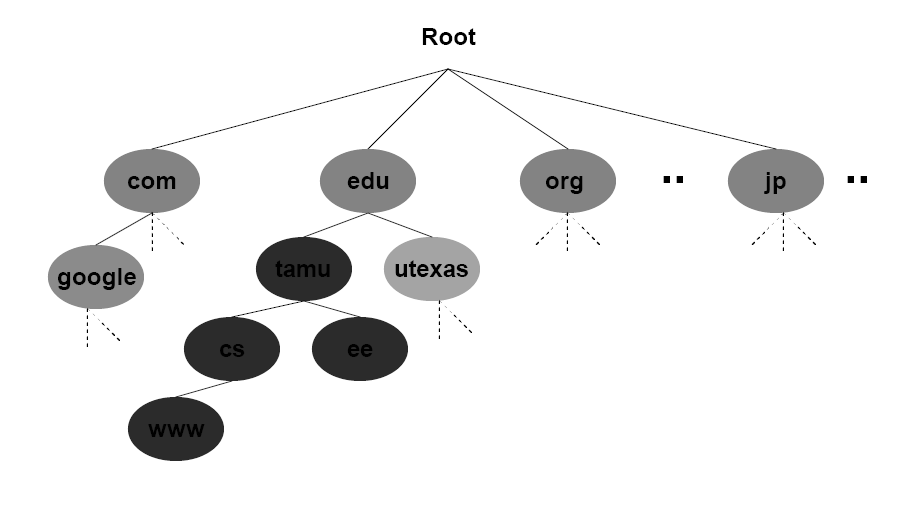 Root
com
edu
org
..
jp
..
google
tamu
utexas
cs
ee
www